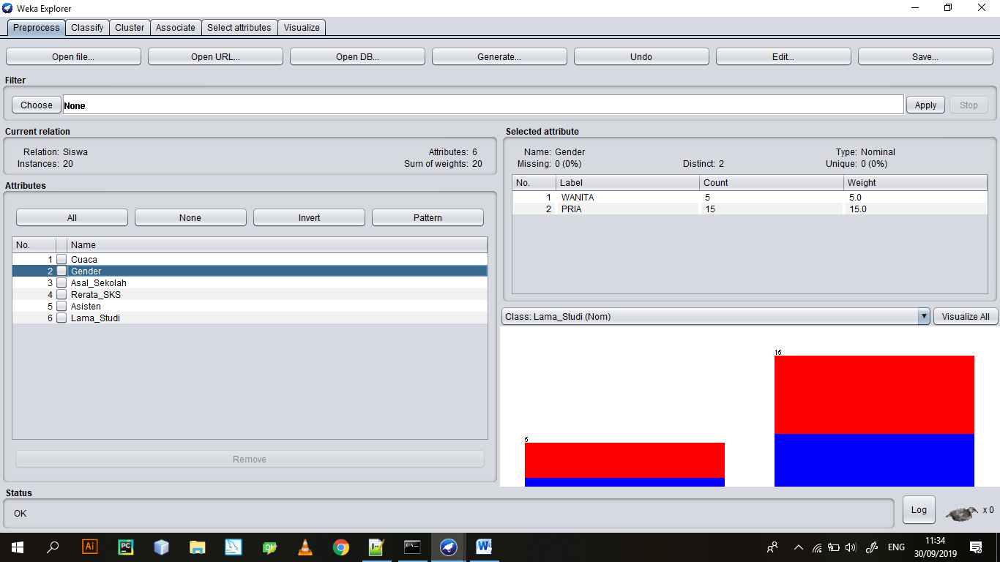 Weka Explorer
Preprocess Classify Cluster Associate Select attributes Visualize
Open file... Open URL... Open DB... Generate... Undo Edit... Save...
Filter
Choose None Apply Stop
Current relation
Relation: Siswa Attributes: 6
Instances: 20 Sum of weights: 20
Attributes
All None Invert Pattern
No. Name
1 Cuaca
2 Gender
3 Asal_Sekolah
4 Rerata_SKS
5 Asisten
6 Lama_Studi
Remove
Selected attribute
Name: Gender Type: Nominal
Missing: 0 (0%) Distinct: 2 Unique: 0 (0%)
No. Label Count Weight
1 WANITA 5 5.0
2 PRIA 15 15.0
Class: Lama_Studi (Nom) Visualize All
15
5
Status
OK
Log x 0
Ai PC Qt W
ENG
11:34
30/09/2019